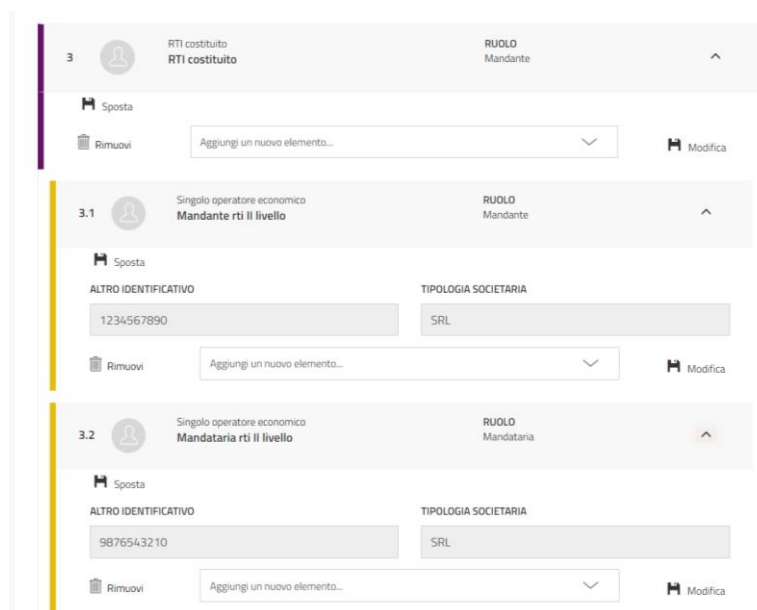 RTI costituito RUOLO
3 RTI costituito Mandante
Sposta
Rimuovi Aggiungi un nuovo elemento... Modifica
Singolo operatore economico RUOLO
3.1 Mandante rti II livello Mandante
Sposta
ALTRO IDENTIFICATIVO TIPOLOGIA SOCIETARIA
1234567890 SRL
Rimuovi Aggiungi un nuovo elemento... Modifica
Singolo operatore economico RUOLO
3.2 Mandataria rti II livello Mandataria
Sposta
ALTRO IDENTIFICATIVO TIPOLOGIA SOCIETARIA
9876543210 SRL
Rimuovi Aggiungi un nuovo elemento... Modifica